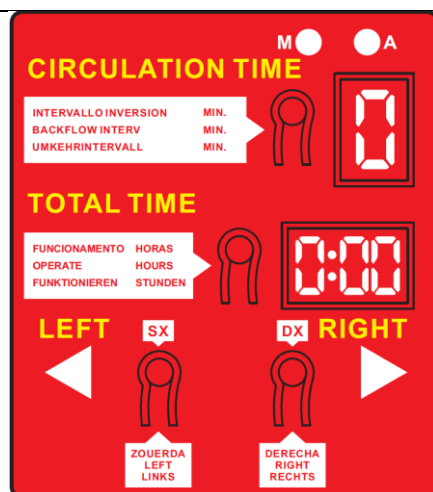 M A
CIRCULATION TIME
INTERVALLO INVERSION MIN.
BACKFLOW INTERV MIN.
UMKEHRINTERVALL MIN.
0
TOTAL TIME
FUNCIONAMENTO HORAS
OPERATE HOURS
FUNKTIONIEREN STUNDEN
0:00
LEFT SX DX RIGHT
ZOUERDA
LEFT
LINKS
DERECHA
RIGHT
RECHTS